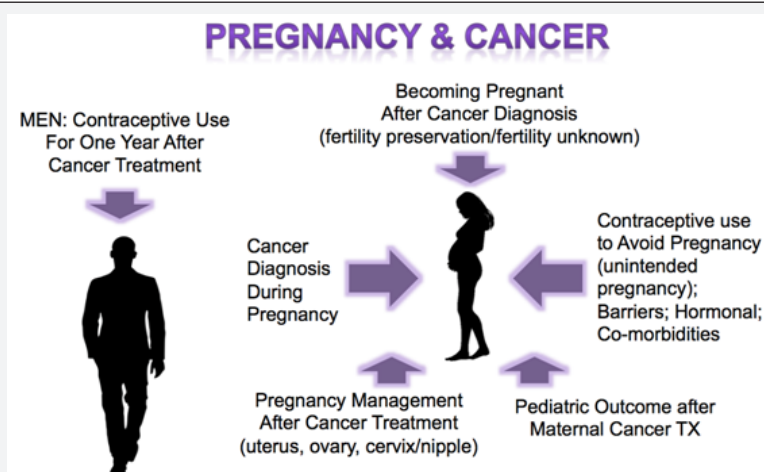 PREGNANCY & CANCER
MEN: Contraceptive Use
For One Year After
Cancer Treatment
Becoming Pregnant
After Cancer Diagnosis
(fertility preservation/fertility unknown)
Cancer
Diagnosis
During
Pregnancy
Contraceptive use
to Avoid Pregnancy
(unintended
pregnancy);
Barriers; Hormonal;
Co-morbidities
Pregnancy Management
After Cancer Treatment
(uterus, ovary, cervix/nipple)
Pediatric Outcome after
Maternal Cancer TX